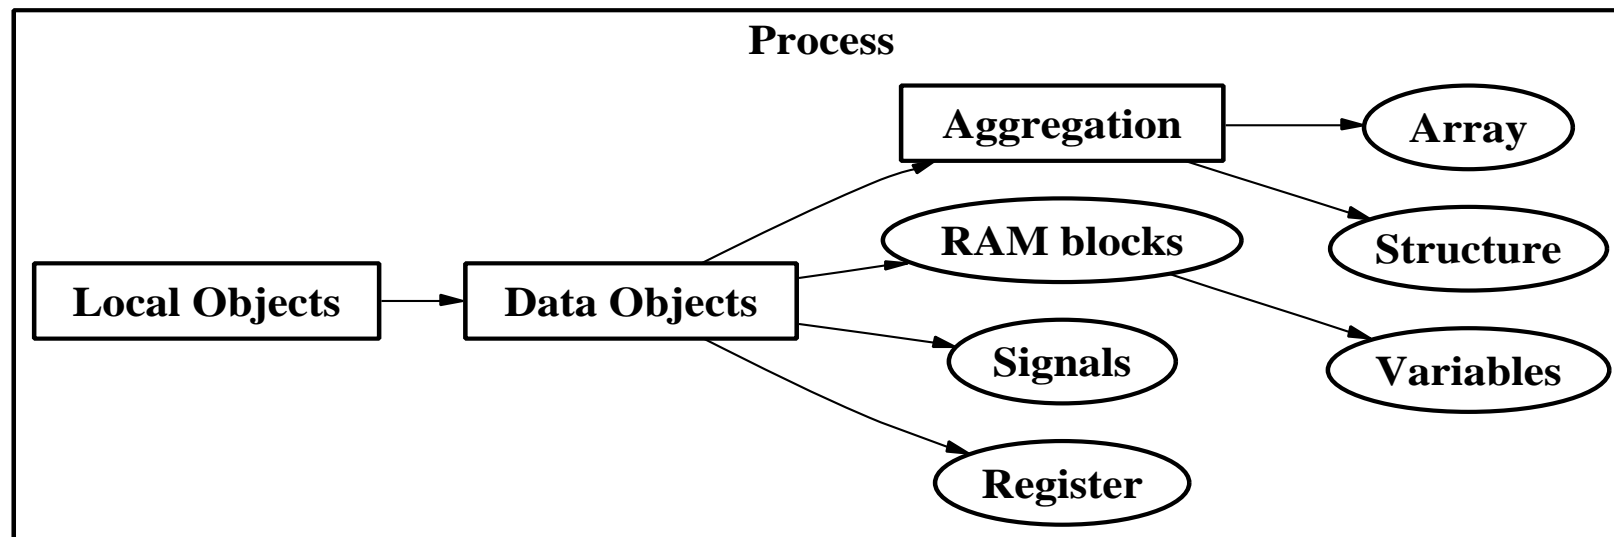 Process
Aggregation
Array
RAM blocks
Structure
Local Objects
Data Objects
Signals
Variables
Register